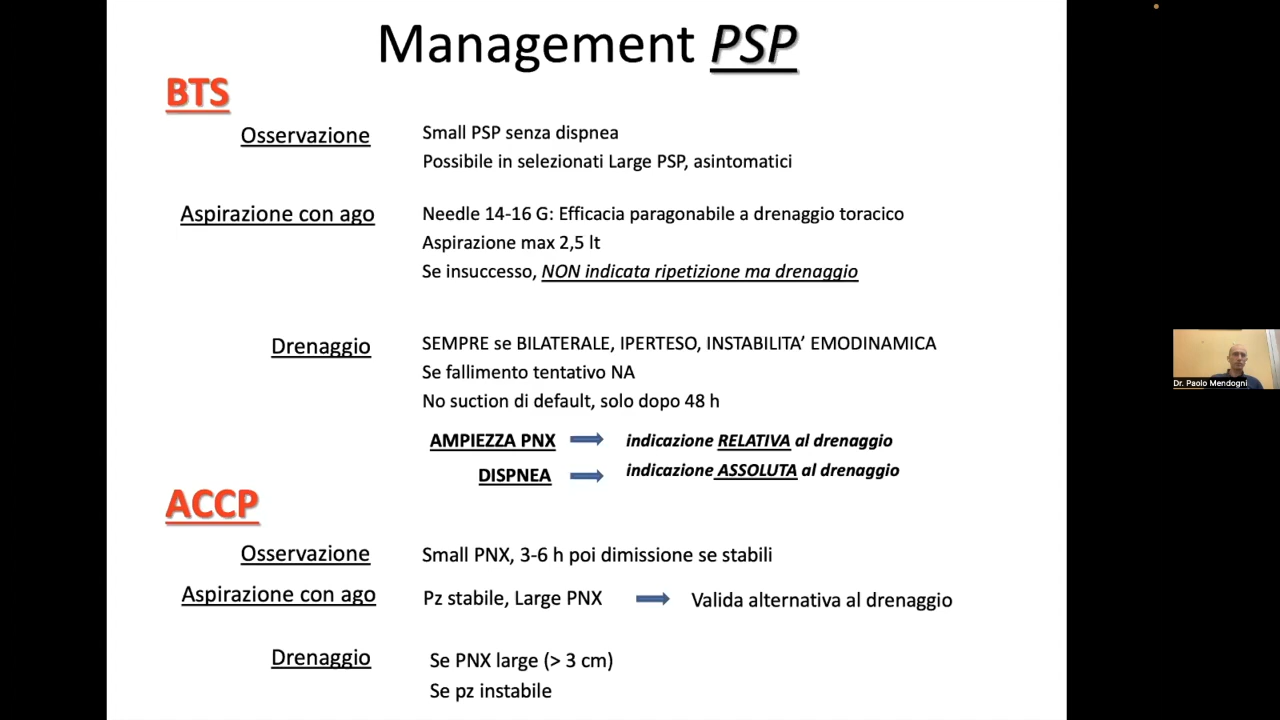 Management PSP
BTS
Osservazione
Small PSP senza dispnea
Possibile in selezionati Large PSP, asintomatici
Aspirazione con ago
Needle 14-16 G: Efficacia paragonabile a drenaggio toracico
Aspirazione max 2,5 lt
Se insuccesso, NON indicata ripetizione ma drenaggio
Drenaggio
SEMPRE se BILATERALE, IPERTESO, INSTABILITA’ EMODINAMICA
Se fallimento tentativo NA
No suction di default, solo dopo 48 h
AMPIEZZA PNX indicazione RELATIVA al drenaggio
DISPNEA indicazione ASSOLUTA al drenaggio
ACCP
Osservazione
Small PNX, 3-6 h poi dimissione se stabili
Aspirazione con ago
Pz stabile, Large PNX Valida alternativa al drenaggio
Drenaggio
Se PNX large (> 3 cm)
Se pz instabile
Dr. Paolo Mendogni